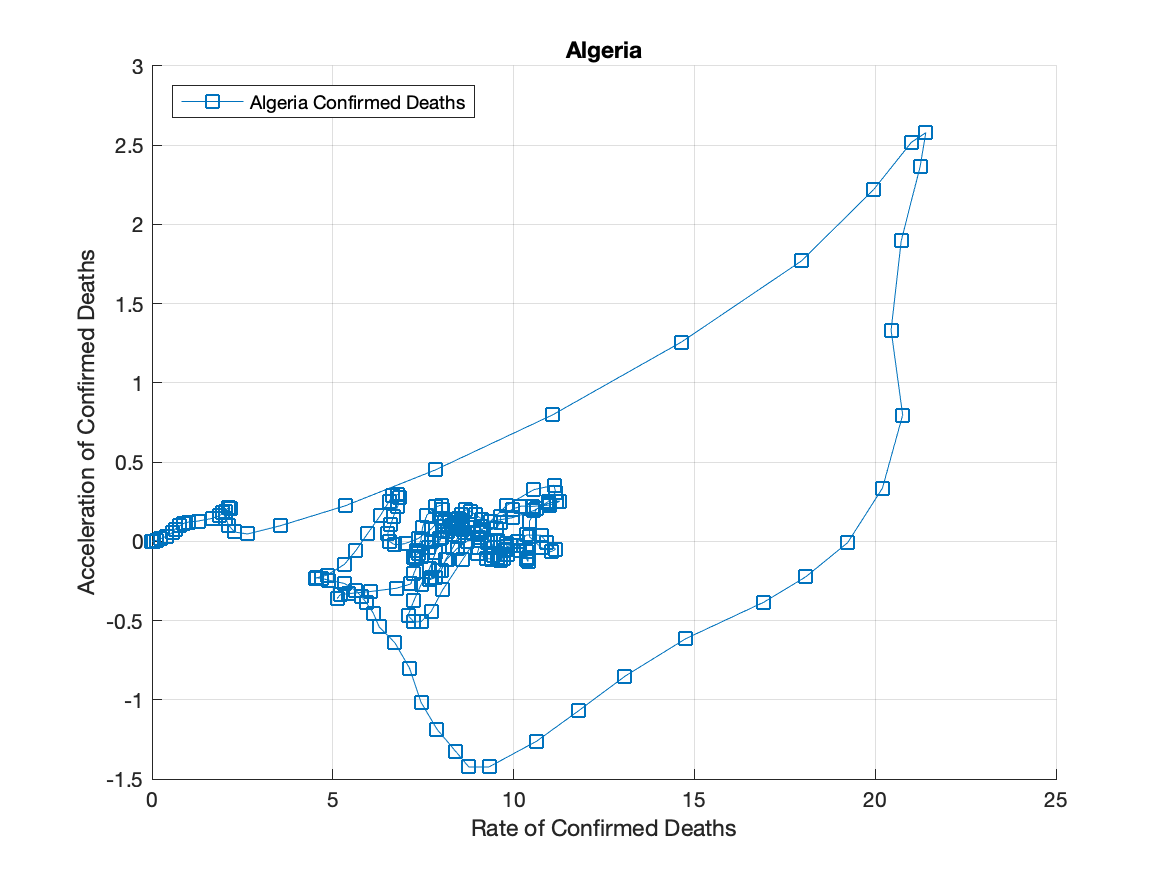 Algeria
3
Algeria Confirmed Deaths
2.5
2
1.5
1
0.5
0
-0.5
-1
-1.5
Acceleration of Confirmed Deaths
0 5 10 15 20 25
Rate of Confirmed Deaths